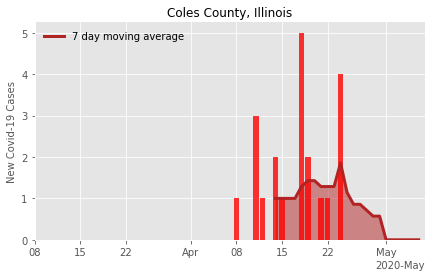 Coles County, Illinois
7 day moving average
New Covid-19 Cases
5
4
3
2
1
0
08 15 22 Apr 08 15 22 May
2020-May